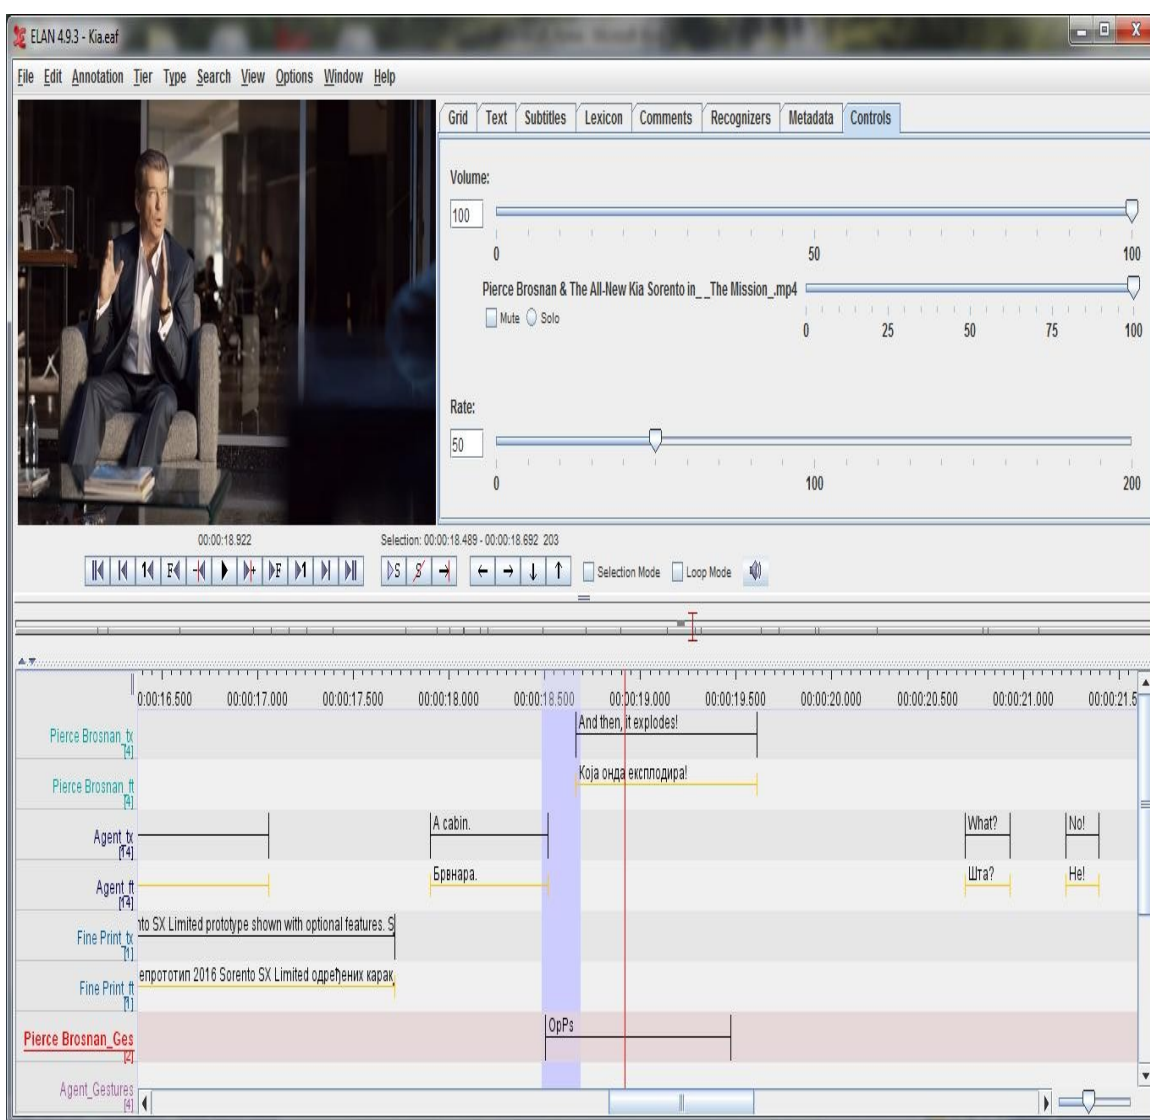 ELAN 4.9.3 - Kia.eaf
File Edit Annotation Tier Type Search View Options Window Help
Grid Text Subtitles Lexicon Comments Recognizers Metadata Controls
Volume:
100
0 50 100
Pierce Brosnan & The All-New Kia Sorento in_ _The Mission_.mp4
Mute Solo
0 25 50 75 100
Rate:
50
0 100 200
00:00:18.922 Selection: 00:00:18.489 - 00:00:18.692 203
Selection Mode Loop Mode
0:00:16.500 00:00:17.000 00:00:17.500 00:00:18.000 00:00:18.500 00:00:19.000 00:00:19.500 00:00:20.000 00:00:20.500 00:00:21.000 00:00:21.5
Pierce Brosnan_tx And then, it explodes!
[4]
Pierce Brosnan_ft Која онда експлодира!
[4]
Agent_tx A cabin. What? No!
[14]
Agent_ft Брвнара. Шта? Не!
[14]
Fine Print_tx nto SX Limited prototype shown with optional features. S
[1]
Fine Print_ft епрототип 2016 Sorento SX Limited одређених карак
[1]
Pierce Brosnan_Ges OpPs
[2]
Agent_Gestures
[4]